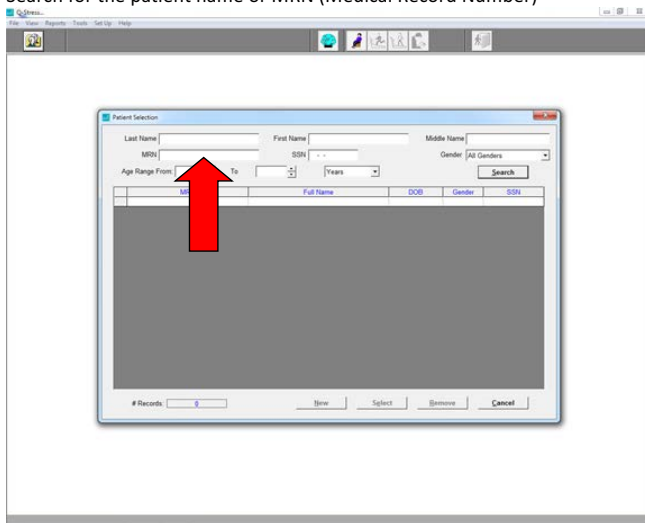 Search for the patient name or MRN (Medical Record Number)
Q-Stress...
File View Reports Tools Set Up Help
Patient Selection
Last Name First Name Middle Name
MRN SSN - - Gender All Genders
Age Range From: To Years Search
Full Name DOB Gender SSN
# Records: 0 New Select Remove Cancel